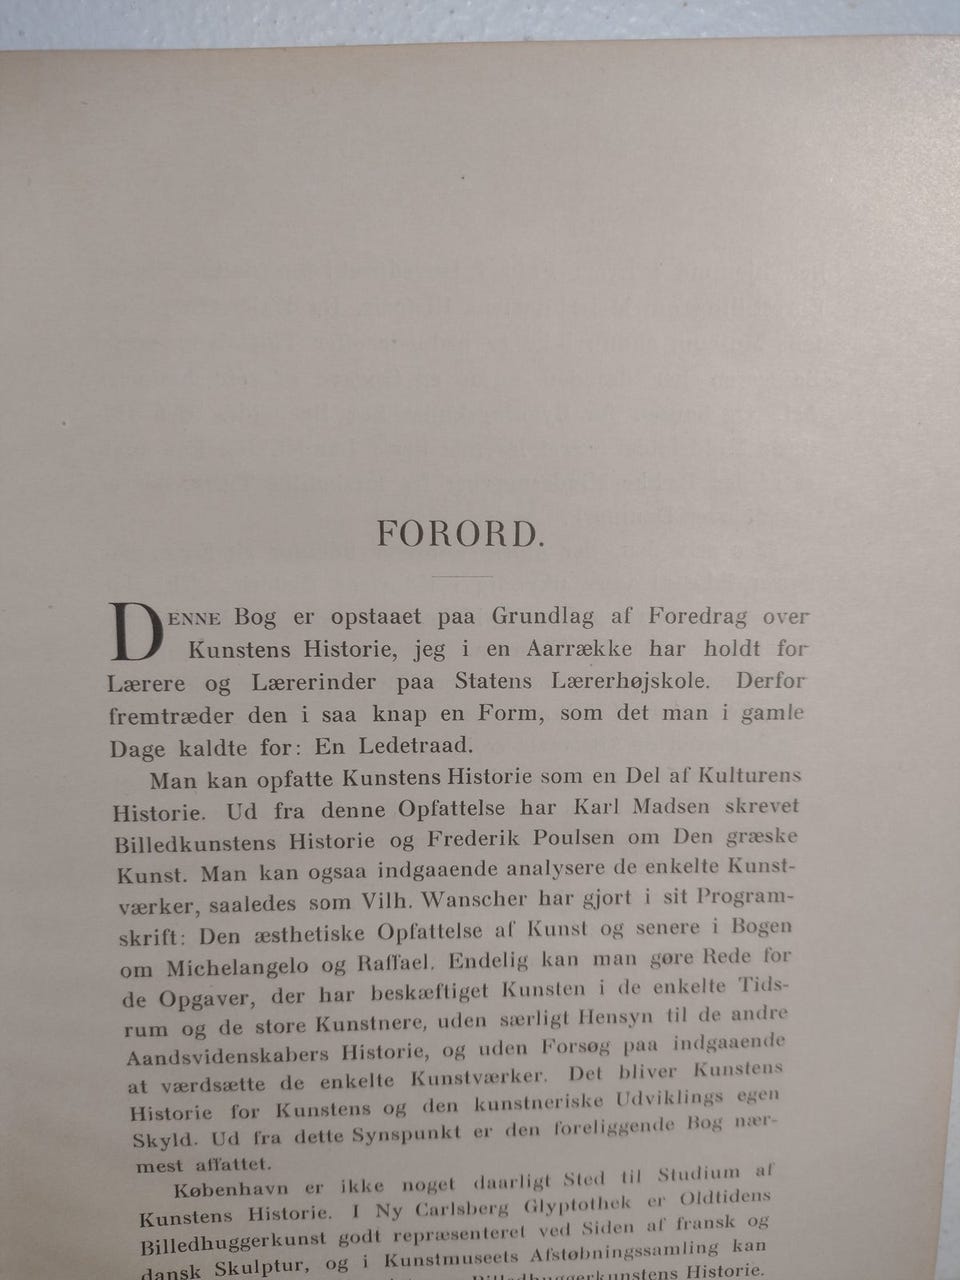 FORORD.
DENNE Bog er opstaaet paa Grundlag af Foredrag over
Kunstens Historie, jeg i en Aarrække har holdt for
Lærere og Lærerinder paa Statens Lærerhøjskole. Derfor
fremtræder den i saa knap en Form, som det man i gamle
Dage kaldte for: En Ledetraad.
Man kan opfatte Kunstens Historie som en Del af Kulturens
Historie. Ud fra denne Opfattelse har Karl Madsen skrevet
Billedkunstens Historie og Frederik Poulsen om Den græske
Kunst. Man kan ogsaa indgaaende analysere de enkelte Kunst-
værker, saaledes som Vilh. Wanscher har gjort i sit Program-
skrift: Den æsthetiske Opfattelse af Kunst og senere i Bogen
om Michelangelo og Raffael. Endelig kan man gøre Rede for
de Opgaver, der har beskæftiget Kunsten i de enkelte Tids-
rum og de store Kunstnere, uden særligt Hensyn til de andre
Aandsvidenskabers Historie, og uden Forsøg paa indgaaende
at værdsætte de enkelte Kunstværker. Det bliver Kunstens
Historie for Kunstens og den kunstneriske Udviklings egen
Skyld. Ud fra dette Synspunkt er den foreliggende Bog nær-
mest affattet.
København er ikke noget daarligt Sted til Studium af
Kunstens Historie. I Ny Carlsberg Glyptothek er Oldtidens
Billedhuggerkunst godt repræsenteret ved Siden af fransk og
dansk Skulptur, og i Kunstmuseets Afstøbningssamling kan
Billedhuggerkunstens Historie.